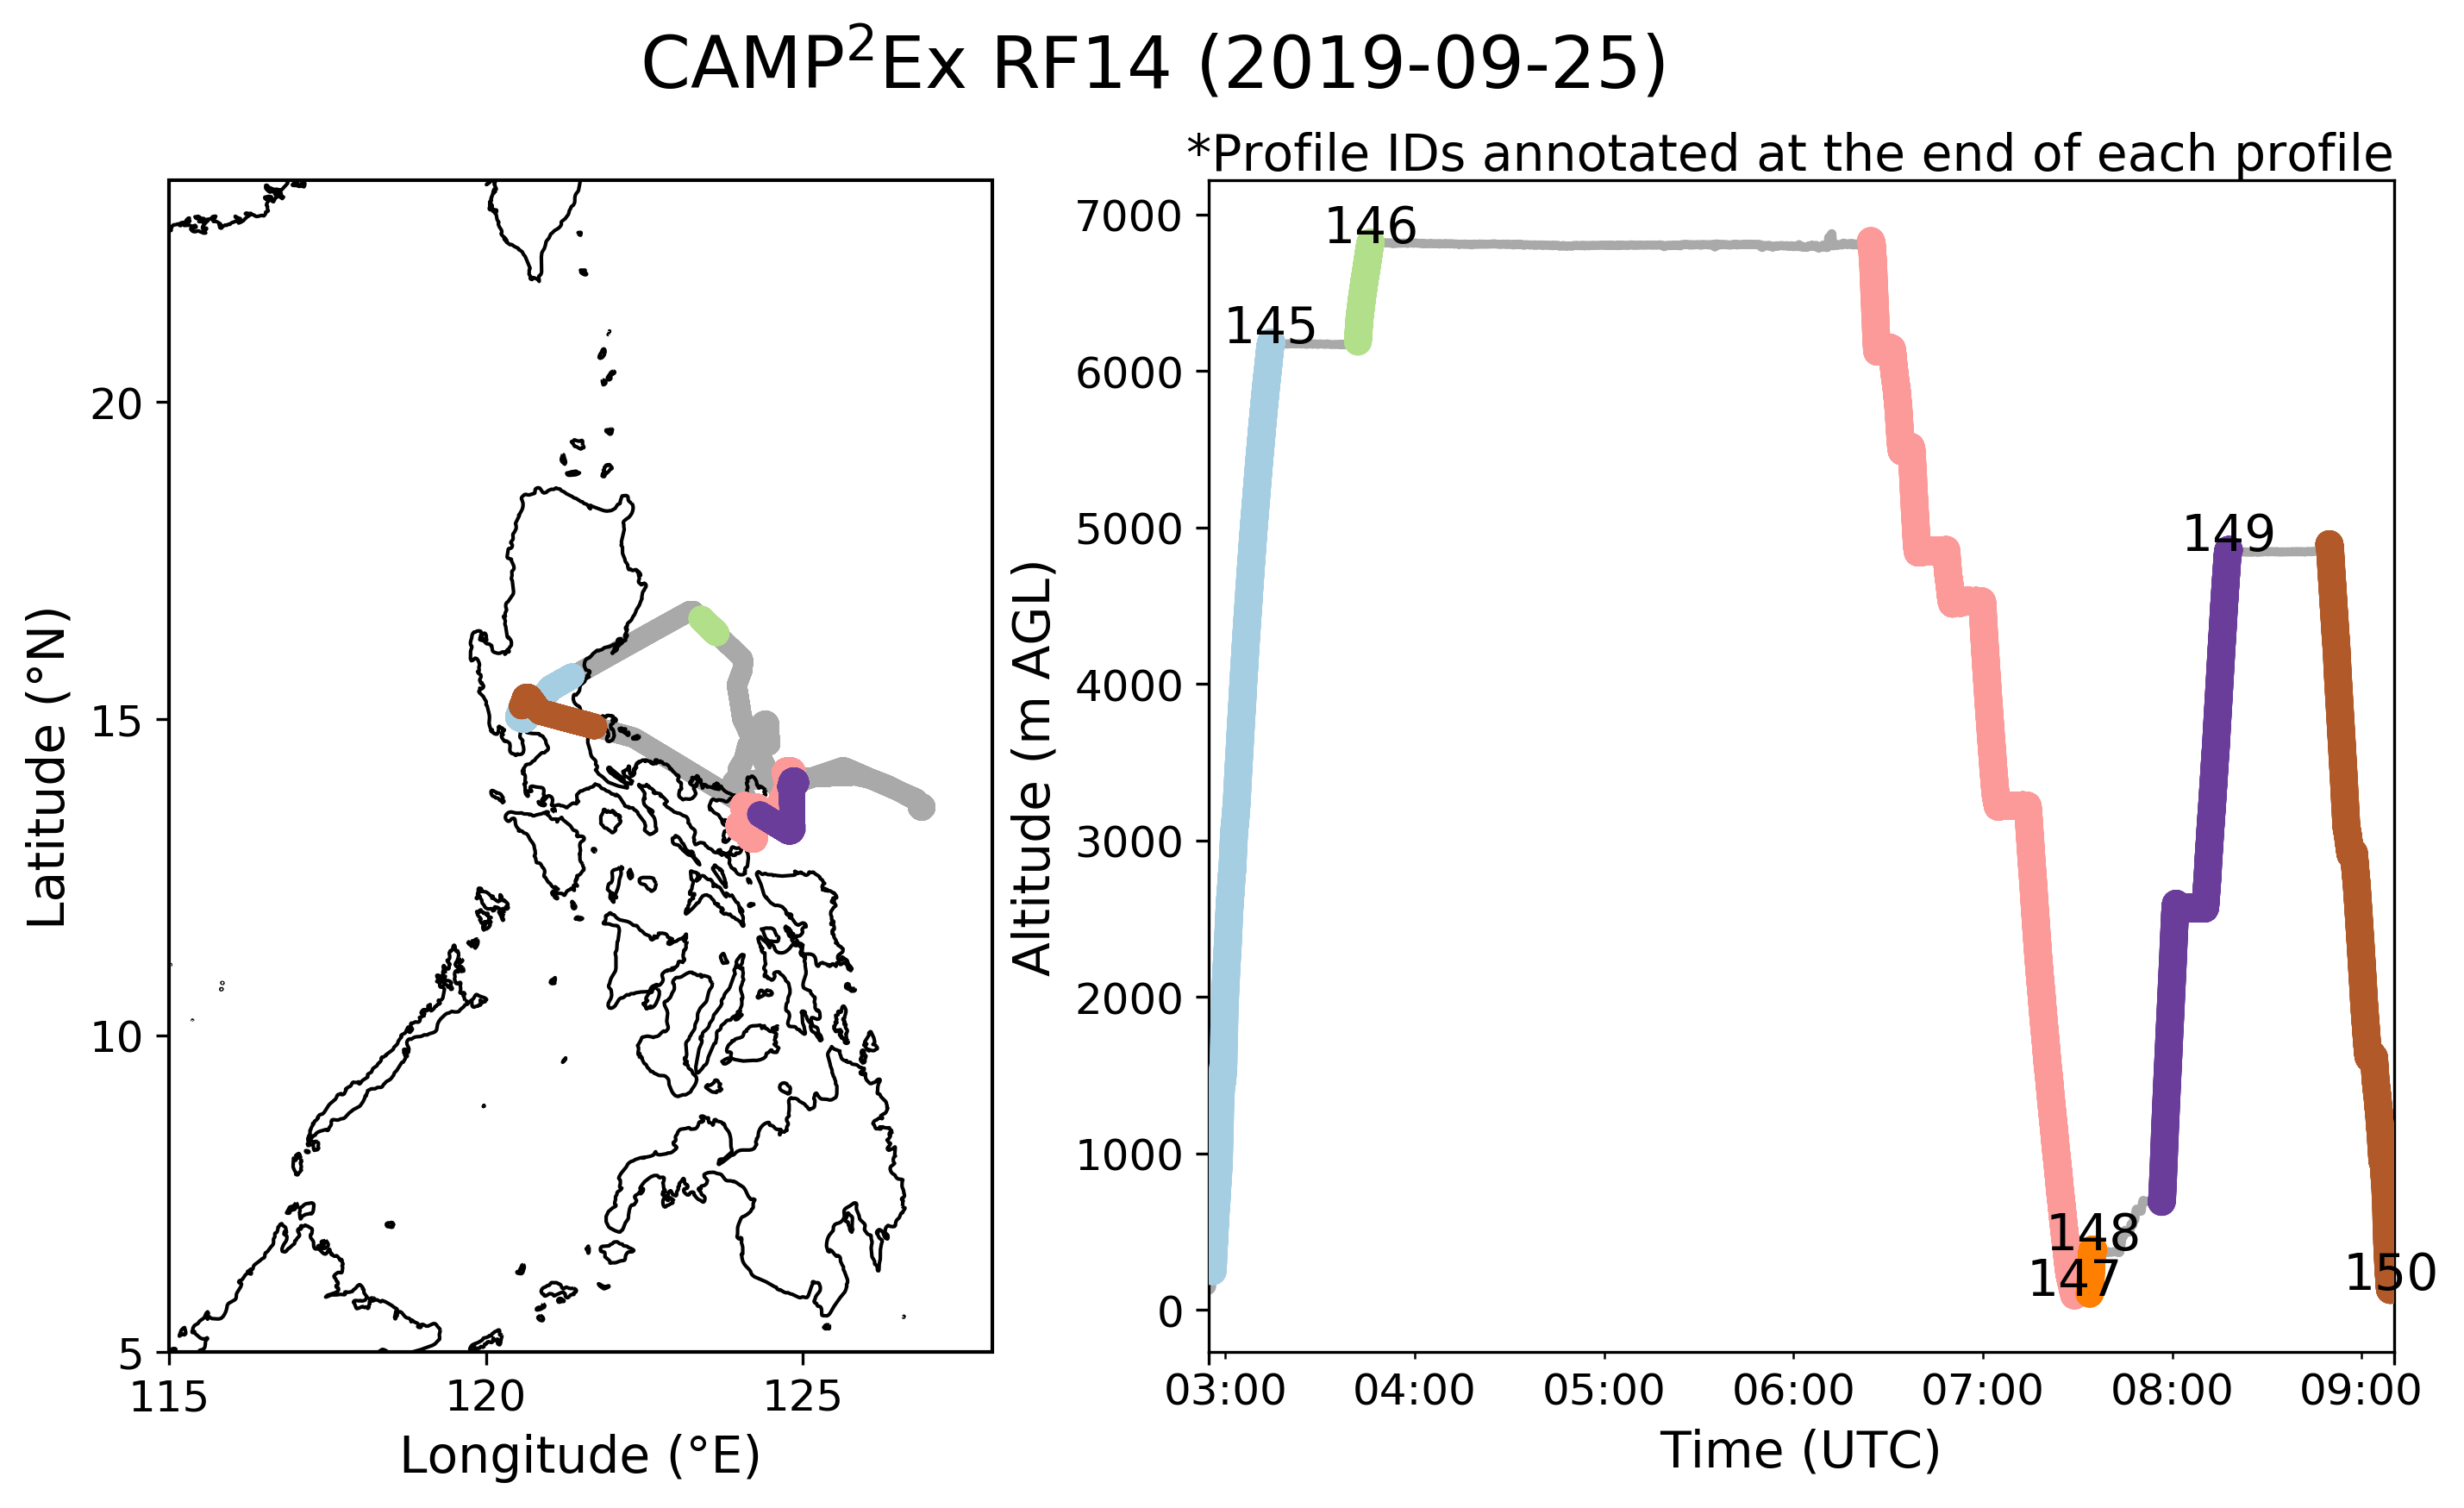 CAMP²Ex RF14 (2019-09-25)
*Profile IDs annotated at the end of each profile
Latitude (°N)
20
15
10
5
115 120 125
Longitude (°E)
Altitude (m AGL)
7000
6000
5000
4000
3000
2000
1000
0
146
145
149
148
147
150
03:00 04:00 05:00 06:00 07:00 08:00 09:00
Time (UTC)